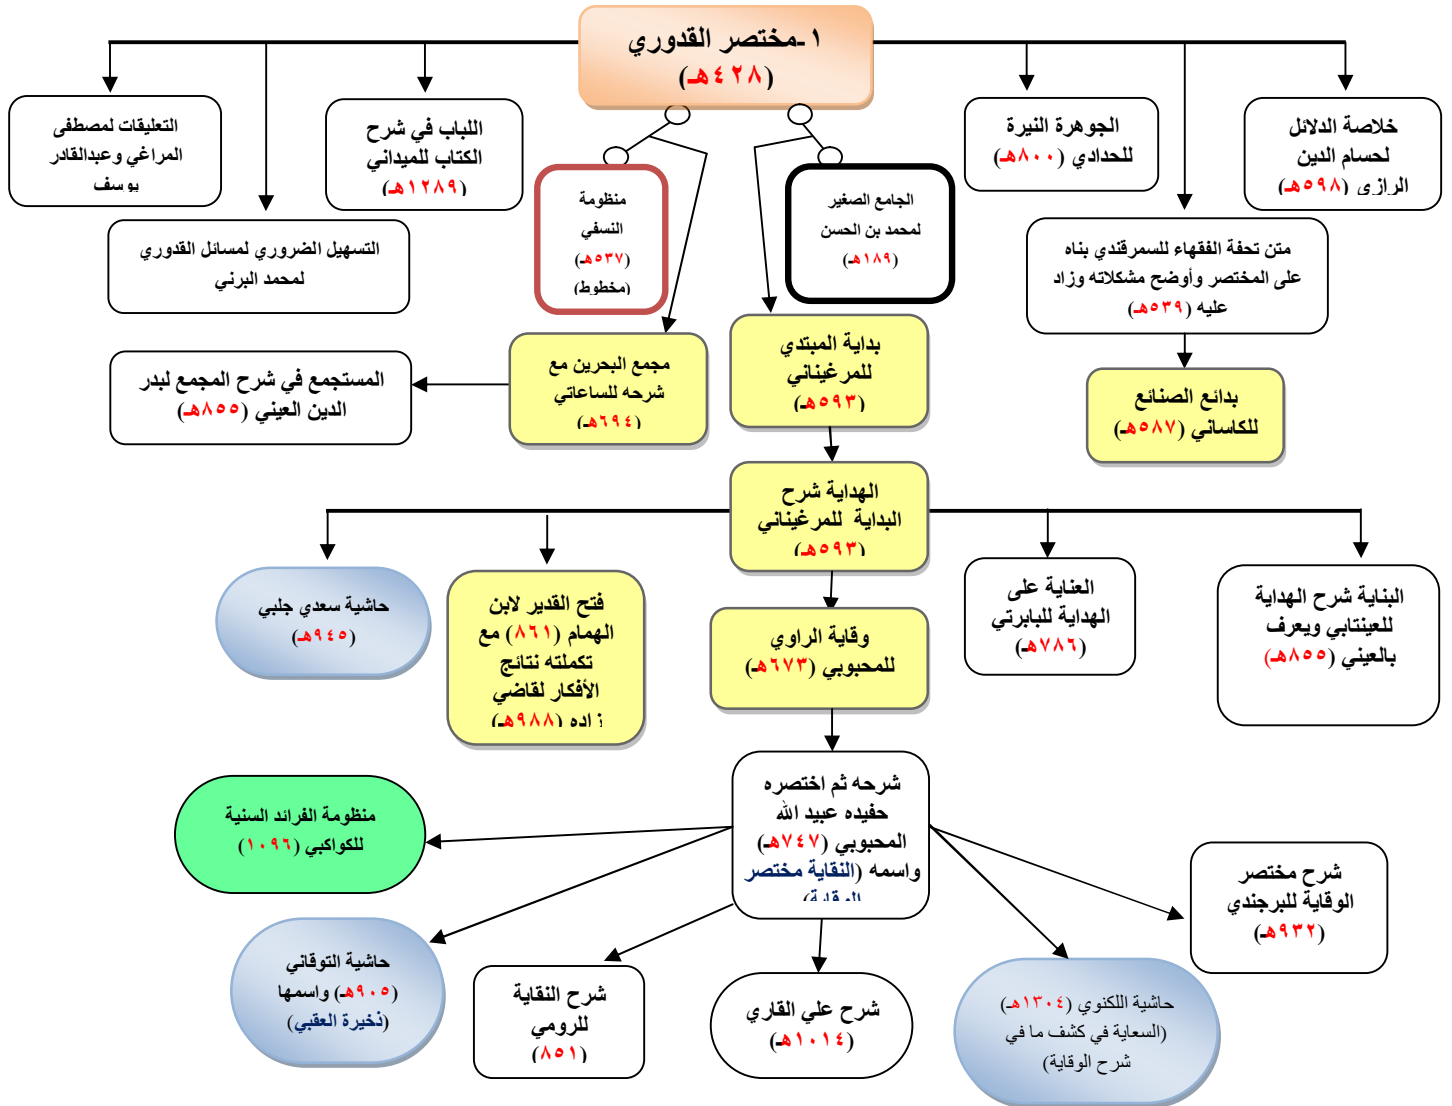 ١-مختصر القدوري
(٤٢٨هـ)
خلاصة الدلائل
لحسام الدين
الرازي (٥٩٨هـ)
الجوهرة النيرة
للحدادي (٨٠٠هـ)
اللباب في شرح
الكتاب للميداني
(١٢٨٩هـ)
التعليقات لمصطفى
المراغي وعبدالقادر
يوسف
متن تحفة الفقهاء للسمرقندي بناه
على المختصر وأوضح مشكلاته وزاد
عليه (٥٣٩هـ)
الجامع الصغير
لمحمد بن الحسن
(١٨٩هـ)
منظومة
النسفي
(٥٣٧هـ)
(مخطوط)
التسهيل الضروري لمسائل القدوري
لمحمد البرني
بدائع الصنائع
للكاساني (٥٨٧هـ)
بداية المبتدي
للمرغيناني
(٥٩٣هـ)
مجمع البحرين مع
شرحه للساعاتي
(٦٩٤هـ)
المستجمع في شرح المجمع لبدر
الدين العيني (٨٥٥هـ)
الهداية شرح
البداية للمرغيناني
(٥٩٣هـ)
البناية شرح الهداية
للعينتابي ويعرف
بالعيني (٨٥٥هـ)
العناية على
الهداية للبابرتي
(٧٨٦هـ)
وقاية الراوي
للمحبوبي (٦٧٣هـ)
فتح القدير لابن
الهمام (٨٦١) مع
تكملته نتائج
الأفكار لقاضي
زاده (٩٨٨هـ)
حاشية سعدي جلبي
(٩٤٥هـ)
شرحه ثم اختصره
حفيده عبيد الله
المحبوبي (٧٤٧هـ)
واسمه (النقاية مختصر
الوقاية)
منظومة الفرائد السنية
للكواكبي (١٠٩٦)
شرح مختصر
الوقاية للبرجندي
(٩٣٢هـ)
حاشية اللكنوي (١٣٠٤هـ)
(السعاية في كشف ما في
شرح الوقاية)
شرح علي القاري
(١٠١٤هـ)
شرح النقاية
للرومي
(٨٥١)
حاشية التوقاني
(٩٠٥هـ) واسمها
(ذخيرة العقبي)